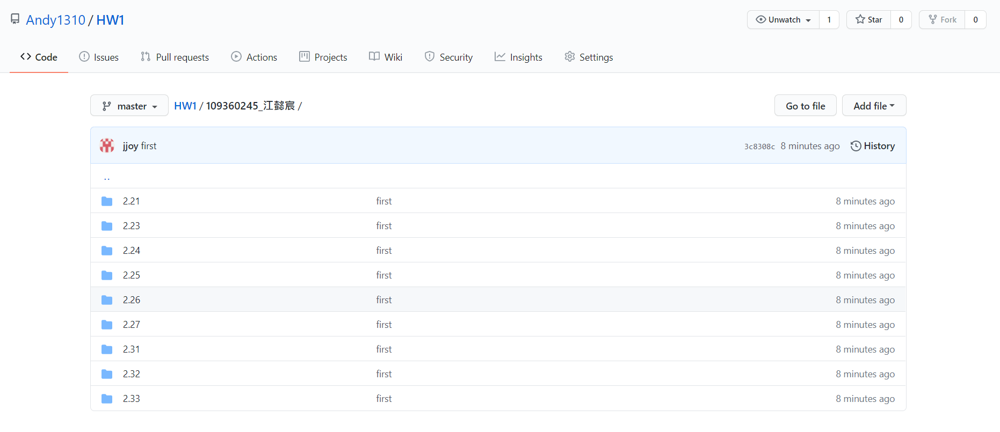 Andy1310 / HW1
Unwatch 1 Star 0 Fork 0
Code Issues Pull requests Actions Projects Wiki Security Insights Settings
master HW1 / 109360245_江懿宸 / Go to file Add file
jjoy first 3c8308c 8 minutes ago History
..
2.21 first 8 minutes ago
2.23 first 8 minutes ago
2.24 first 8 minutes ago
2.25 first 8 minutes ago
2.26 first 8 minutes ago
2.27 first 8 minutes ago
2.31 first 8 minutes ago
2.32 first 8 minutes ago
2.33 first 8 minutes ago